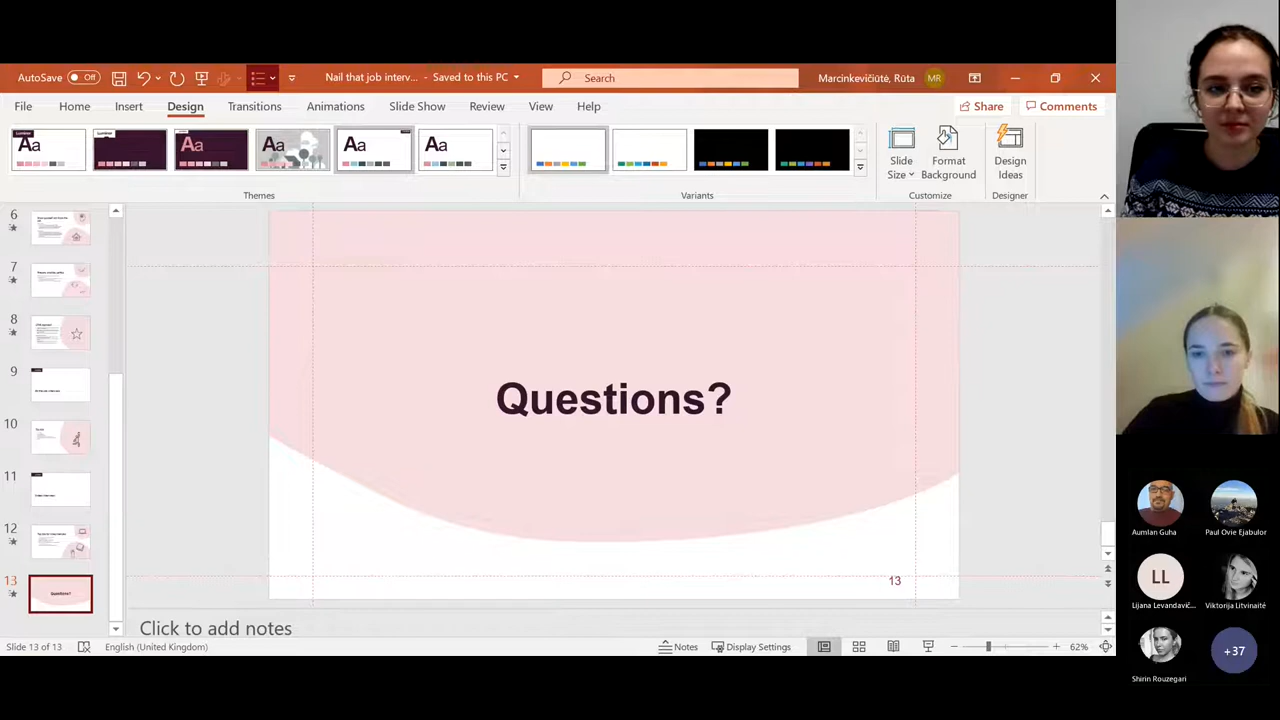 AutoSave Off Nail that job interv... - Saved to this PC Search Marcinkevičiūtė, Rūta MR
File Home Insert Design Transitions Animations Slide Show Review View Help Share Comments
Aa Aa Aa Aa Aa Aa
Slide Size
Format Background
Design Ideas
Themes Variants Customize Designer
6
7
8
9
10
11
12
13
Questions?
Questions?
13
Click to add notes
Slide 13 of 13 English (United Kingdom) Notes Display Settings 62%
Aumlan Guha
Paul Ovie Ejabulor
LL
Lijana Levandavič...
Viktorija Litvinaitė
Shirin Rouzegari
+37